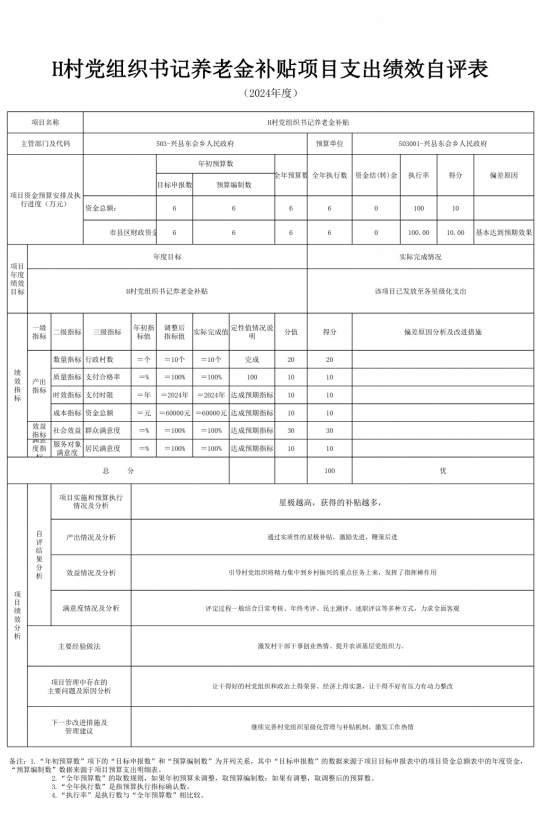 H村党组织书记养老金补贴项目支出绩效自评表
（2024年度）
项目名称 H村党组织书记养老金补贴
主管部门及代码 503-兴县东会乡人民政府 预算单位 503001-兴县东会乡人民政府
项目资金预算安排及执行进度（万元） 年初预算数 全年预算数 全年执行数 资金结(转)余 执行率 得分 偏差原因
目标申报数 预算编制数
资金总额： 6 6 6 6 0 100 10
市县区财政资金 6 6 6 6 0 100.00 10.00 基本达到预期效果
项目年度绩效目标 年度目标 实际完成情况
H村党组织书记养老金补贴 该项目已发放至各星级化支出
绩效指标 一级指标 二级指标 三级指标 年初指标值 调整后指标值 实际完成值 定性值情况说明 分值 得分 偏差原因分析及改进措施
产出指标 数量指标 行政村数 ＝个 ＝10个 ＝10个 完成 20 20
质量指标 支付合格率 ＝% ＝100% ＝100% 100 10 10
时效指标 支付时限 ＝年 ＝2024年 ＝2024年 达成预期指标 10 10
成本指标 资金总额 ＝元 ＝60000元 ＝60000元 达成预期指标 10 10
效益指标 社会效益 群众满意度 ＝% ＝100% ＝100% 达成预期指标 30 30
满意度指标 服务对象满意度 居民满意度 ＝% ＝100% ＝100% 达成预期指标 10 10
总 分 100 优
项目绩效分析 自评结果分析 项目实施和预算执行情况及分析 星极越高，获得的补贴越多，
产出情况及分析 通过实质性的星极补贴，激励先进，鞭策后进
效益情况及分析 引导村党组织将精力集中到乡村振兴的重点任务上来，发挥了指挥棒作用
满意度情况及分析 评定过程一般结合日常考核、年终考评、民主测评、述职评议等多种方式，力求全面客观
主要经验做法 激发村干部干事创业热情、提升农训基层党组织力。
项目管理中存在的主要问题及原因分析 让干得好的村党组织和政治上得荣誉、经济上得实惠，让干得不好有压力有动力整改
下一步改进措施及管理建议 继续完善村党组织星级化管理与补贴机制，激发工作热情
备注：1.“年初预算数”项下的“目标申报数”和“预算编制数”为并列关系，其中“目标申报数”的数据来源于项目目标申报表中的项目资金总额表中的年度资金，
“预算编制数”数据来源于项目预算支出明细表。
2.“全年预算数”的取数规则，如果年初预算未调整，取预算编制数；如果有调整，取调整后的预算数。
3.“全年执行数”是指预算执行指标确认数。
4.“执行率”是执行数与“全年预算数”相比较。